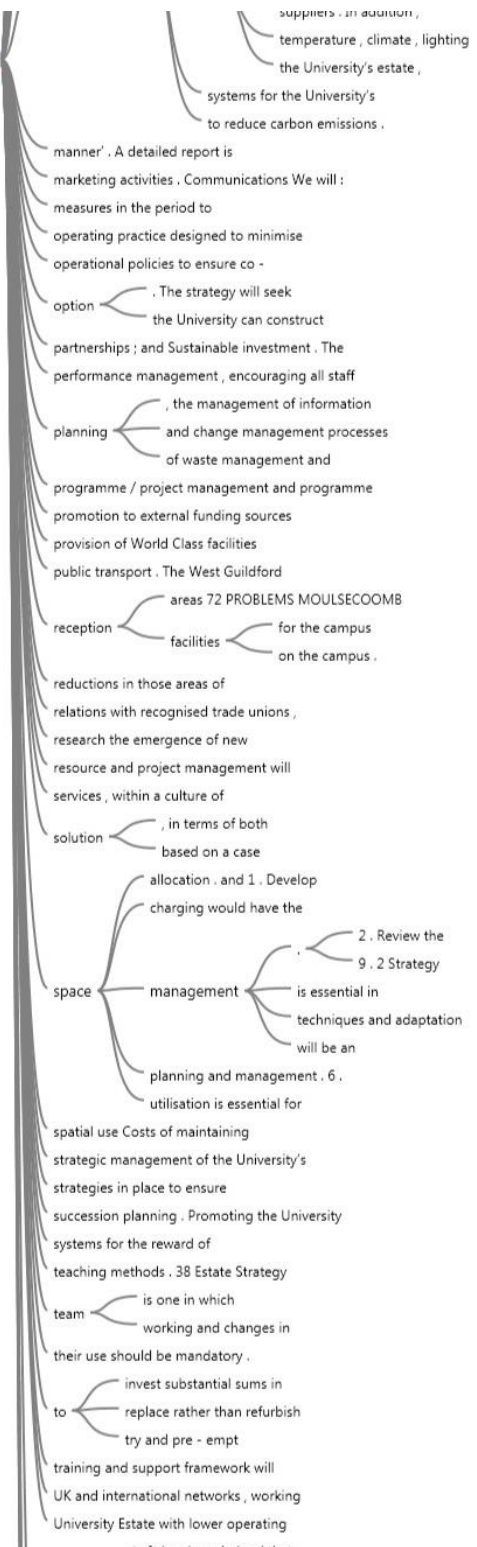 suppliers . In addition ,
temperature , climate , lighting
the University's estate ,
systems for the University's
to reduce carbon emissions .
manner' . A detailed report is
marketing activities . Communications We will :
measures in the period to
operating practice designed to minimise
operational policies to ensure co -
option
. The strategy will seek
the University can construct
partnerships ; and Sustainable investment . The
performance management , encouraging all staff
planning
, the management of information
and change management processes
of waste management and
programme / project management and programme
promotion to external funding sources
provision of World Class facilities
public transport . The West Guildford
reception
areas 72 PROBLEMS MOULSECOOMB
facilities
for the campus
on the campus .
reductions in those areas of
relations with recognised trade unions ,
research the emergence of new
resource and project management will
services , within a culture of
solution
, in terms of both
based on a case
space
allocation . and 1 . Develop
charging would have the
management
.
2 . Review the
9 . 2 Strategy
is essential in
techniques and adaptation
will be an
planning and management . 6 .
utilisation is essential for
spatial use Costs of maintaining
strategic management of the University's
strategies in place to ensure
succession planning . Promoting the University
systems for the reward of
teaching methods . 38 Estate Strategy
team
is one in which
working and changes in
their use should be mandatory .
to
invest substantial sums in
replace rather than refurbish
try and pre - empt
training and support framework will
UK and international networks , working
University Estate with lower operating